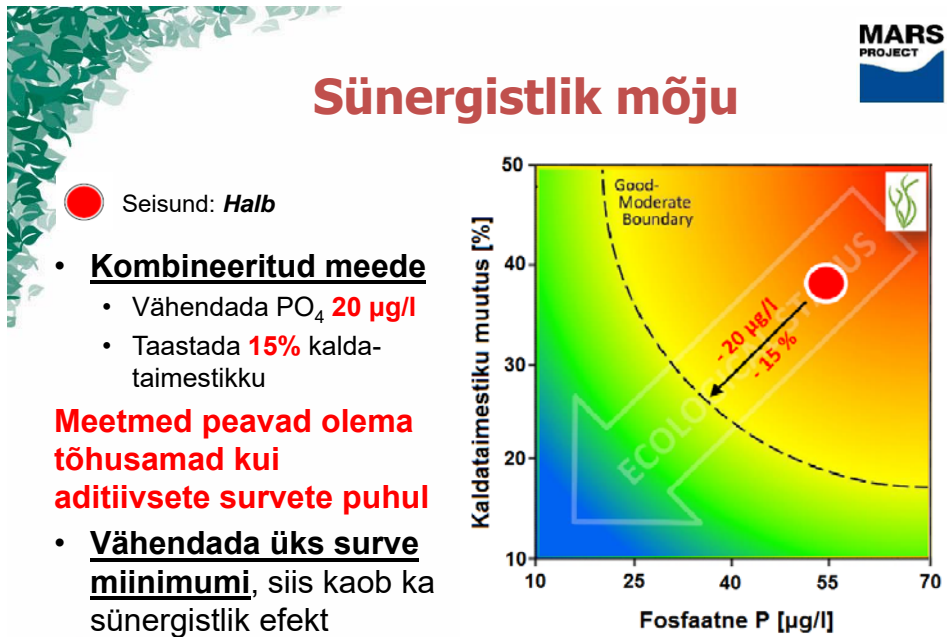 MARS
PROJECT
Sünergistlik mõju
Seisund: Halb
• Kombineeritud meede
• Vähendada PO4 20 µg/l
• Taastada 15% kalda-
taimestikku
Meetmed peavad olema
tõhusamad kui
aditiivsete survete puhul
• Vähendada üks surve
miinimumi, siis kaob ka
sünergistlik efekt
Kaldataimestiku muutus [%]
50
40
30
20
10
Good-
Moderate
Boundary
- 20 µg/l
- 15 %
10
25
40
55
70
Fosfaatne P [µg/l]